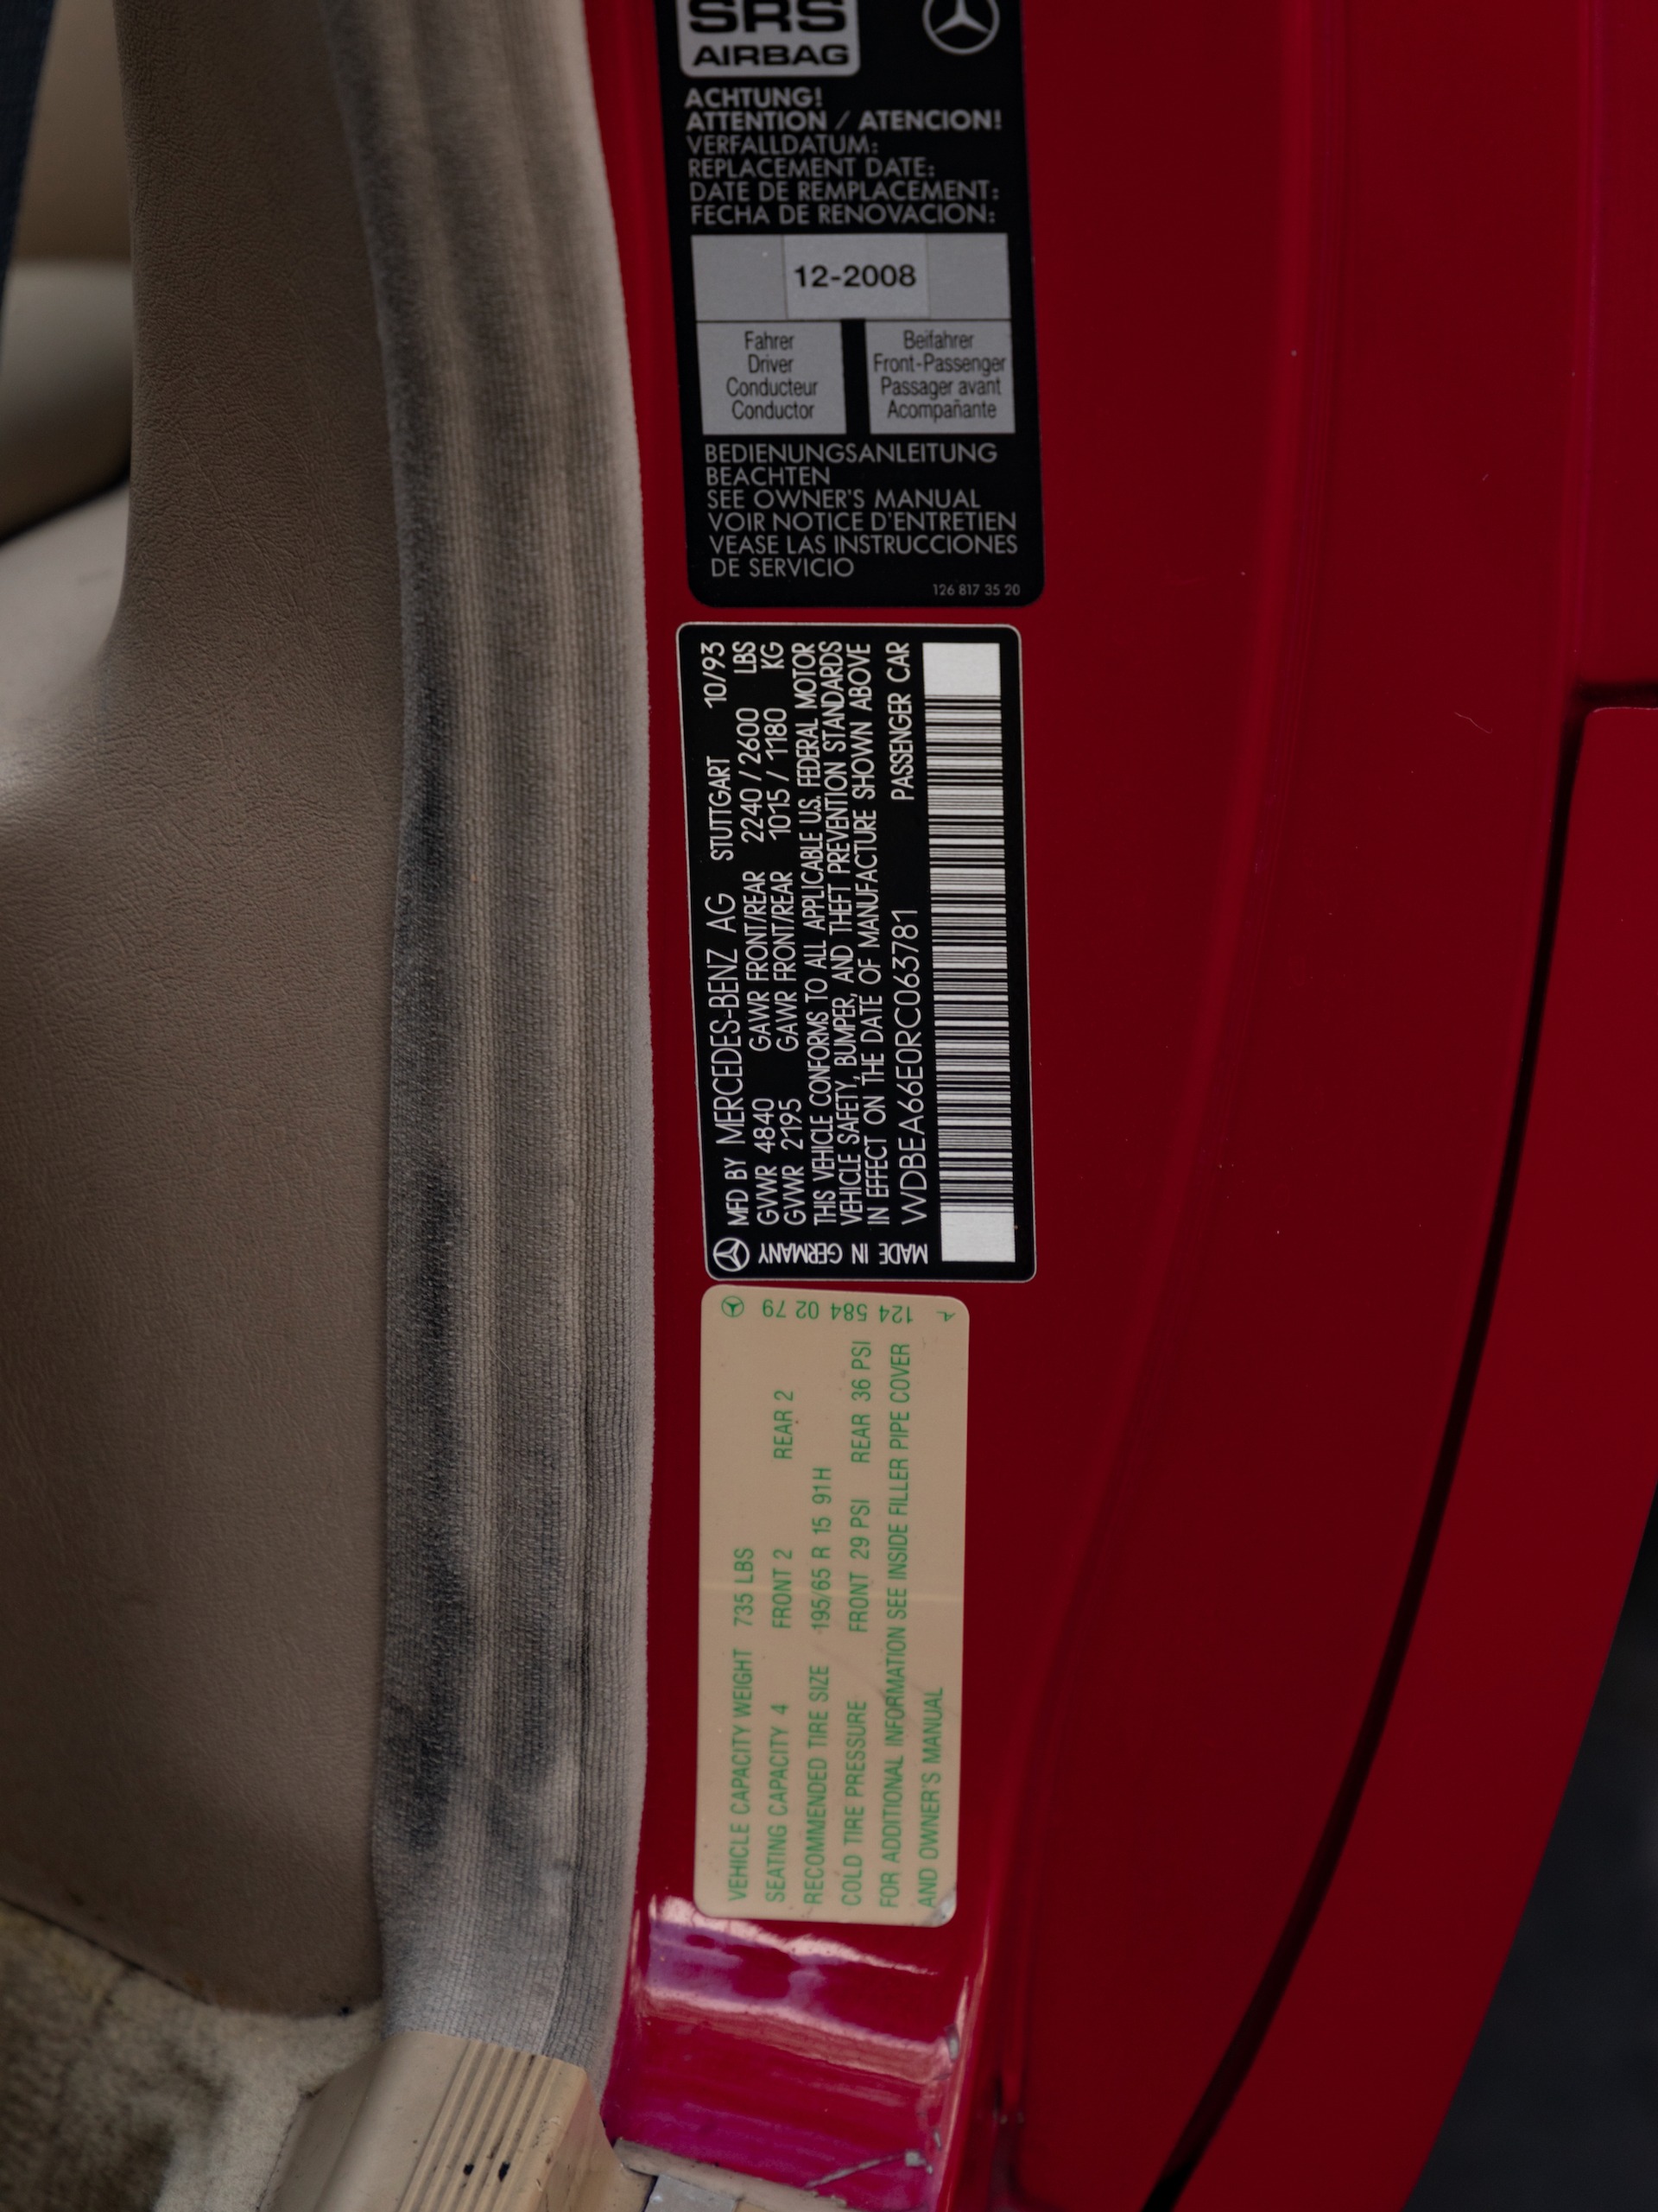 SRS
AIRBAG
ACHTUNG!
ATTENTION / ATENCION!
VERFALLDATUM:
REPLACEMENT DATE:
DATE DE REMPLACEMENT:
FECHA DE RENOVACION:
12-2008
Fahrer
Driver
Conducteur
Conductor
Beifahrer
Front-Passenger
Passager avant
Acompañante
BEDIENUNGSANLEITUNG
BEACHTEN
SEE OWNER'S MANUAL
VOIR NOTICE D'ENTRETIEN
VEASE LAS INSTRUCCIONES
DE SERVICIO
126 817 35 20
MFD BY MERCEDES-BENZ AG STUTTGART 10/93
GVWR 4840 GAWR FRONT/REAR 2240 / 2600 LBS
GVWR 2195 GAWR FRONT/REAR 1015 / 1180 KG
THIS VEHICLE CONFORMS TO ALL APPLICABLE U.S. FEDERAL MOTOR
VEHICLE SAFETY, BUMPER, AND THEFT PREVENTION STANDARDS
IN EFFECT ON THE DATE OF MANUFACTURE SHOWN ABOVE
WDBEA66E0RC063781 PASSENGER CAR
MADE IN GERMANY
124 584 02 79
VEHICLE CAPACITY WEIGHT 735 LBS
SEATING CAPACITY 4 FRONT 2 REAR 2
RECOMMENDED TIRE SIZE 195/65 R 15 91H
COLD TIRE PRESSURE FRONT 29 PSI REAR 36 PSI
FOR ADDITIONAL INFORMATION SEE INSIDE FILLER PIPE COVER
AND OWNER'S MANUAL